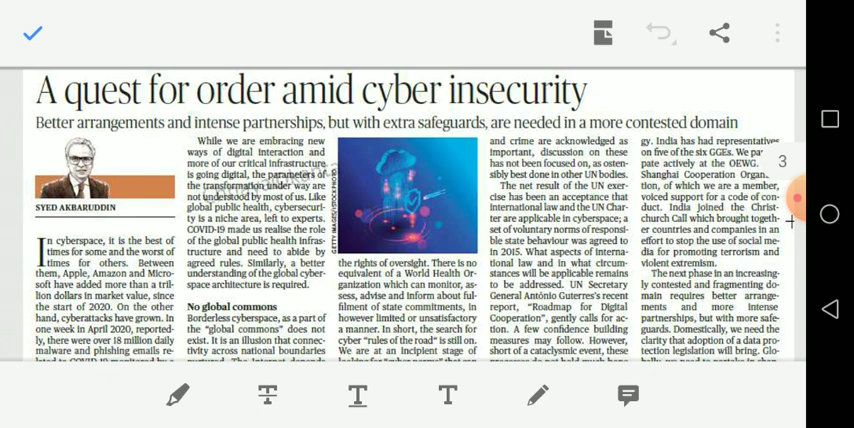 A quest for order amid cyber insecurity
Better arrangements and intense partnerships, but with extra safeguards, are needed in a more contested domain
SYED AKBARUDDIN
In cyberspace, it is the best of
times for some and the worst of
times for others. Between
them, Apple, Amazon and Micro-
soft have added more than a tril-
lion dollars in market value, since
the start of 2020. On the other
hand, cyberattacks have grown. In
one week in April 2020, reported-
ly, there were over 18 million daily
malware and phishing emails re-
While we are embracing new
ways of digital interaction and
more of our critical infrastructure
is going digital, the parameters of
the transformation under way are
not understood by most of us. Like
global public health, cybersecuri-
ty is a niche area, left to experts.
COVID-19 made us realise the role
of the global public health infras-
tructure and need to abide by
agreed rules. Similarly, a better
understanding of the global cyber-
space architecture is required.
No global commons
Borderless cyberspace, as a part of
the “global commons” does not
exist. It is an illusion that connec-
tivity across national boundaries
GETTY IMAGES/ISTOCKPHOTO
the rights of oversight. There is no
equivalent of a World Health Or-
ganization which can monitor, as-
sess, advise and inform about ful-
filment of state commitments, in
however limited or unsatisfactory
a manner. In short, the search for
cyber “rules of the road” is still on.
We are at an incipient stage of
and crime are acknowledged as
important, discussion on these
has not been focused on, as osten-
sibly best done in other UN bodies.
The net result of the UN exer-
cise has been an acceptance that
international law and the UN Char-
ter are applicable in cyberspace; a
set of voluntary norms of respon-
sible state behaviour was agreed to
in 2015. What aspects of interna-
tional law and in what circum-
stances will be applicable remains
to be addressed. UN Secretary
General António Guterres’s recent
report, “Roadmap for Digital
Cooperation”, gently calls for ac-
tion. A few confidence building
measures may follow. However,
short of a cataclysmic event, these
gy. India has had representatives
on five of the six GGEs. We
pate actively at the OEWG.
Shanghai Cooperation
tion, of which we are a member,
voiced support for a code of con-
duct. India joined the Christ-
church Call which brought togeth-
er countries and companies in an
effort to stop the use of social me-
dia for promoting terrorism and
violent extremism.
The next phase in an increasing-
ly contested and fragmenting do-
main requires better arrange-
ments and more intense
partnerships, but with more safe-
guards. Domestically, we need the
clarity that adoption of a data pro-
tection legislation will bring. Glo-
3